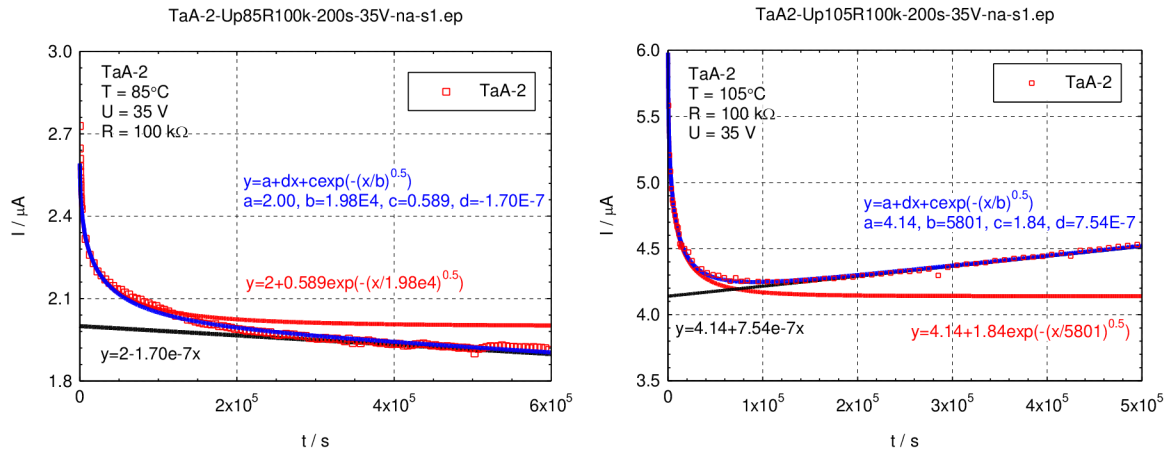 TaA-2-Up85R100k-200s-35V-na-s1.ep
3.0
2.7
2.4
2.1
1.8
I / μA
TaA-2
T = 85°C
U = 35 V
R = 100 kΩ
TaA-2
y=a+dx+cexp(-(x/b)^0.5)
a=2.00, b=1.98E4, c=0.589, d=-1.70E-7
y=2+0.589exp(-(x/1.98e4)^0.5)
y=2-1.70e-7x
0 2x10^5 4x10^5 6x10^5
t / s
TaA2-Up105R100k-200s-35V-na-s1.ep
6.0
5.5
5.0
4.5
4.0
3.5
I / μA
TaA-2
T = 105°C
R = 100 kΩ
U = 35 V
TaA-2
y=a+dx+cexp(-(x/b)^0.5)
a=4.14, b=5801, c=1.84, d=7.54E-7
y=4.14+7.54e-7x
y=4.14+1.84exp(-(x/5801)^0.5)
0 1x10^5 2x10^5 3x10^5 4x10^5 5x10^5
t / s